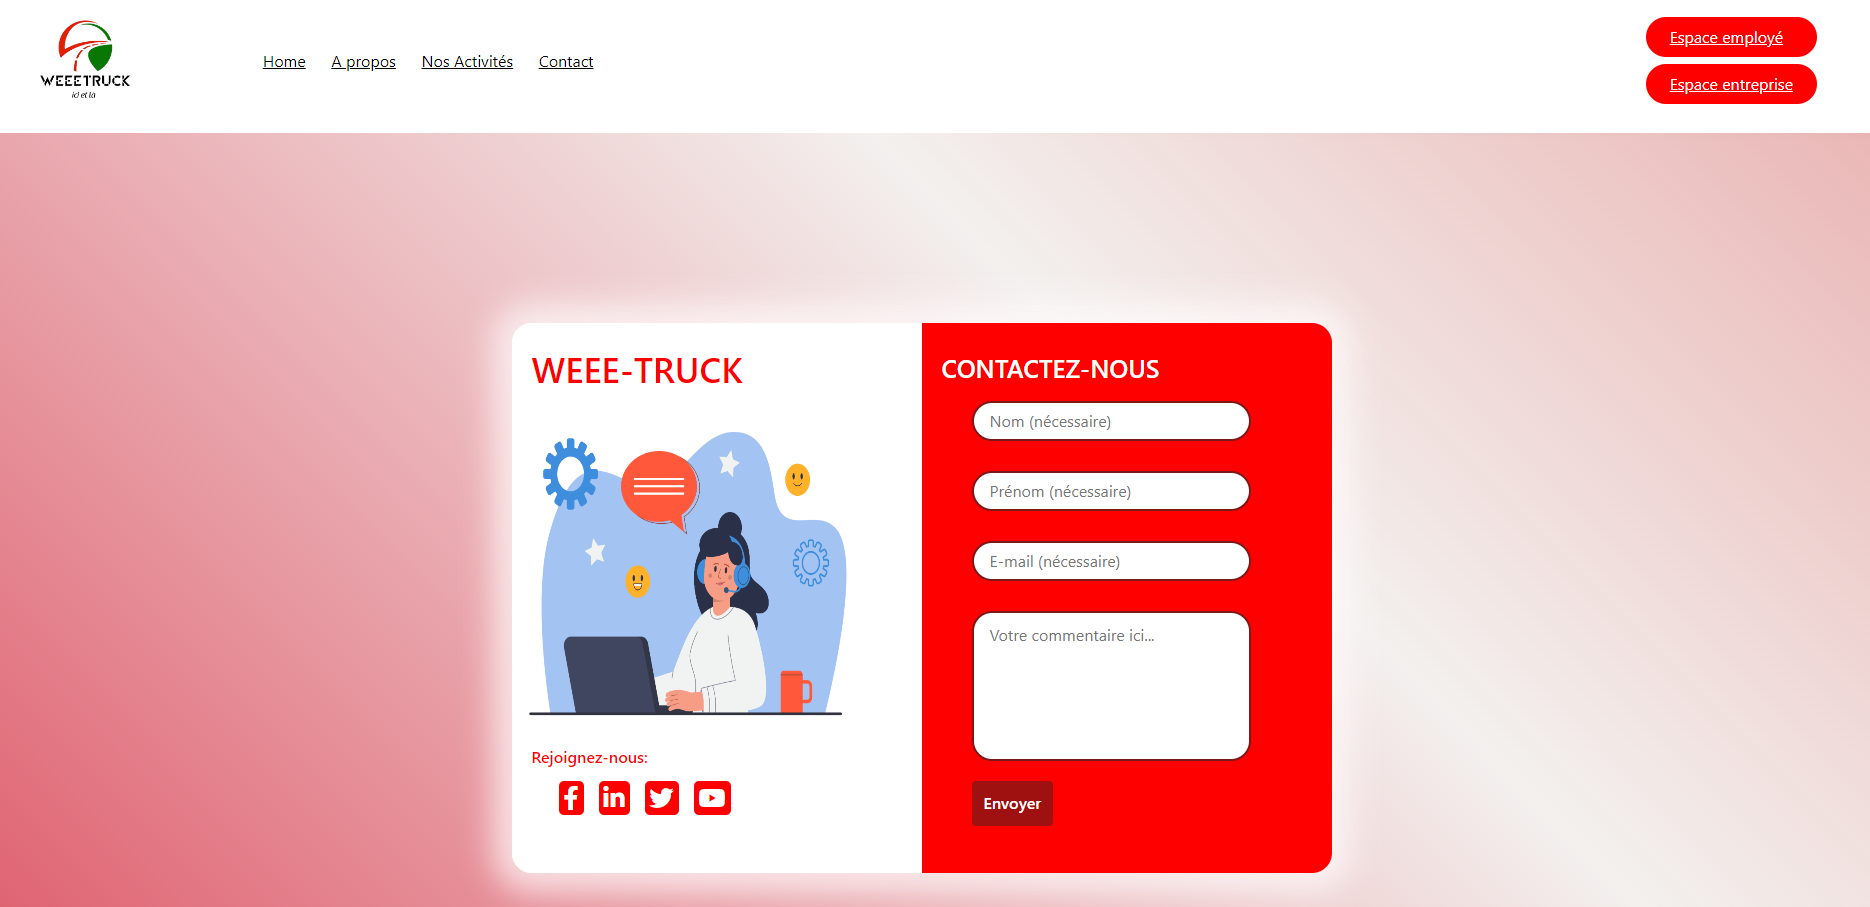 WEEETRUCK
ici et là
Home
A propos
Nos Activités
Contact
Espace employé
Espace entreprise
WEEE-TRUCK
Rejoignez-nous:
CONTACTEZ-NOUS
Nom (nécessaire)
Prénom (nécessaire)
E-mail (nécessaire)
Votre commentaire ici...
Envoyer